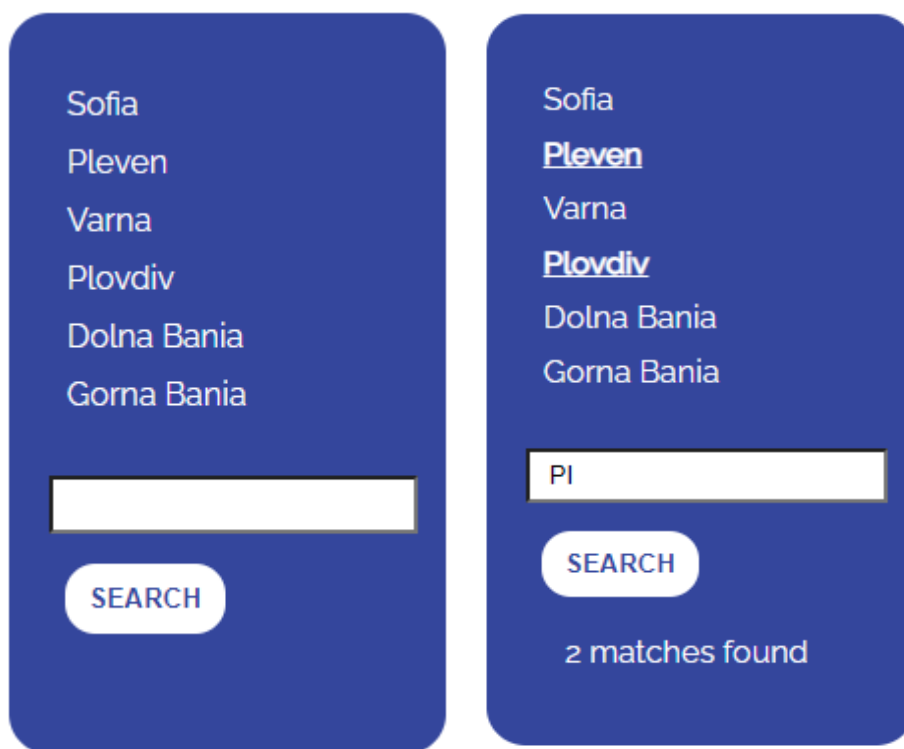 Sofia
Pleven
Varna
Plovdiv
Dolna Bania
Gorna Bania
SEARCH
Sofia
Pleven
Varna
Plovdiv
Dolna Bania
Gorna Bania
Pl
SEARCH
2 matches found